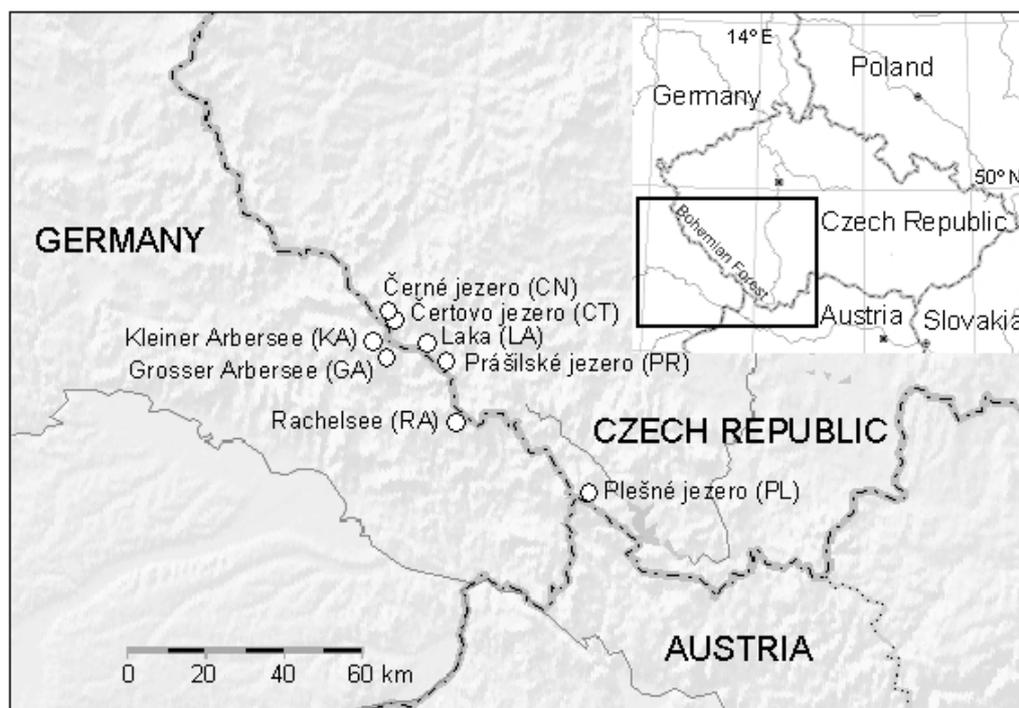 14° E
Poland
Germany
50° N
Bohemian Forest
Czech Republic
Austria
Slovakia
GERMANY
Černé jezero (CN)
Čertovo jezero (CT)
Kleiner Arbersee (KA)
Laka (LA)
Grosser Arbersee (GA)
Prášilské jezero (PR)
Rachelsee (RA)
CZECH REPUBLIC
Plešné jezero (PL)
AUSTRIA
0 20 40 60 km